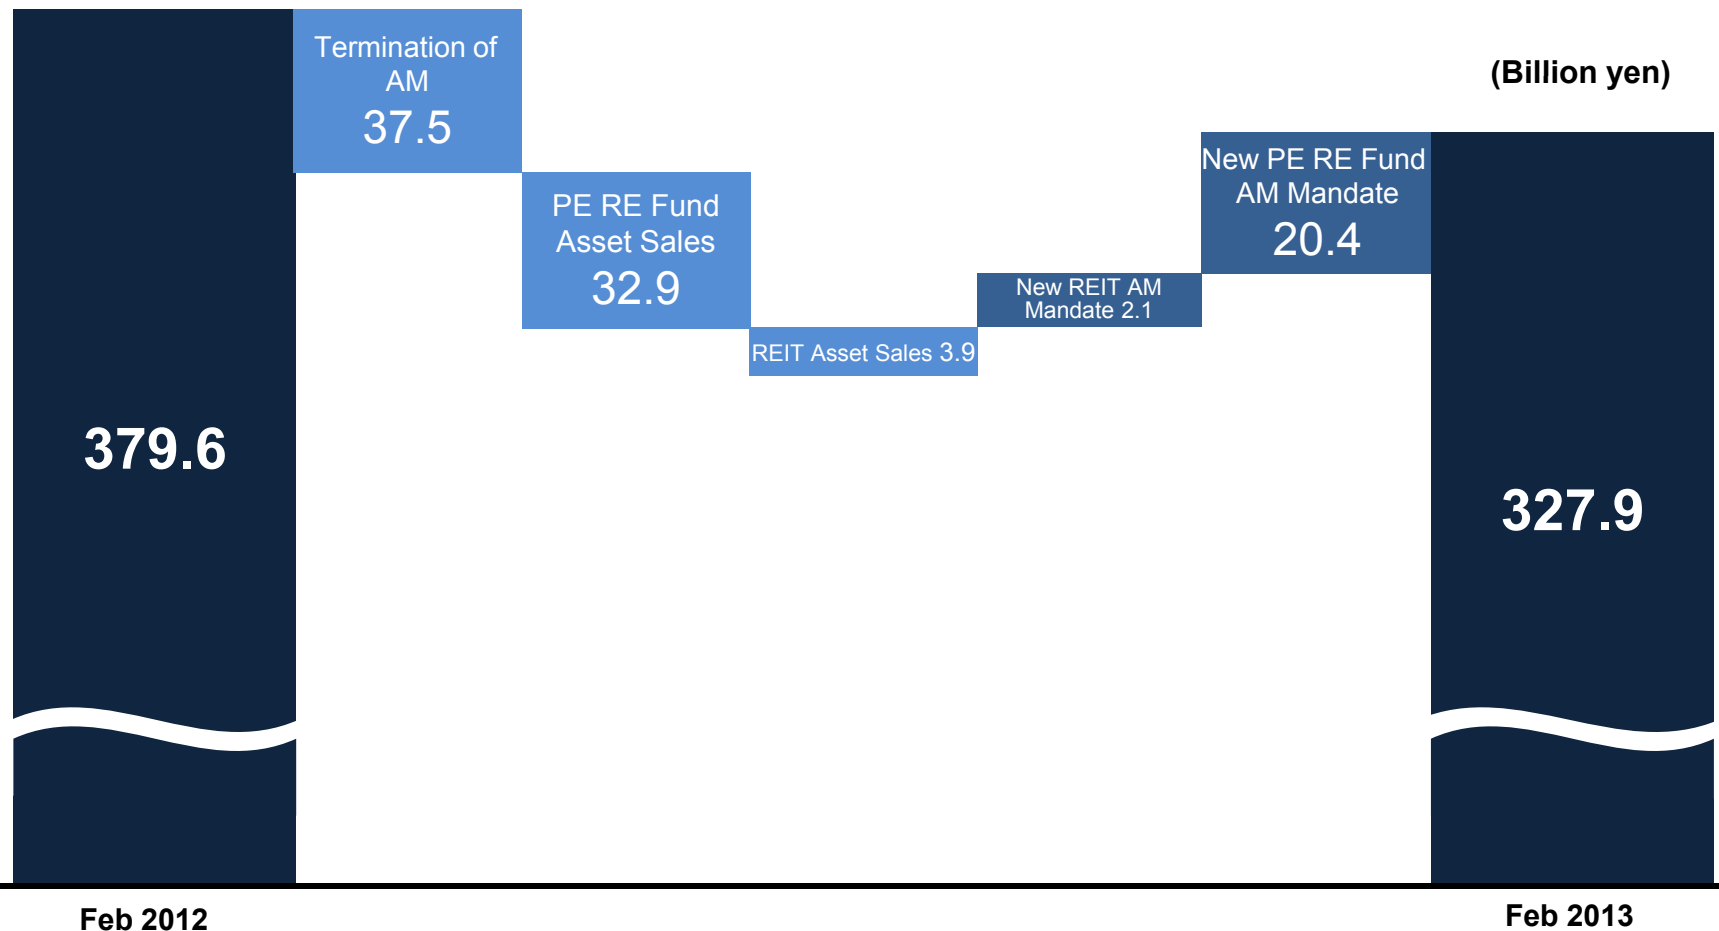 Termination of
AM
37.5
(Billion yen)
PE RE Fund
Asset Sales
32.9
REIT Asset Sales 3.9
New REIT AM
Mandate 2.1
New PE RE Fund
AM Mandate
20.4
379.6
327.9
Feb 2012
Feb 2013